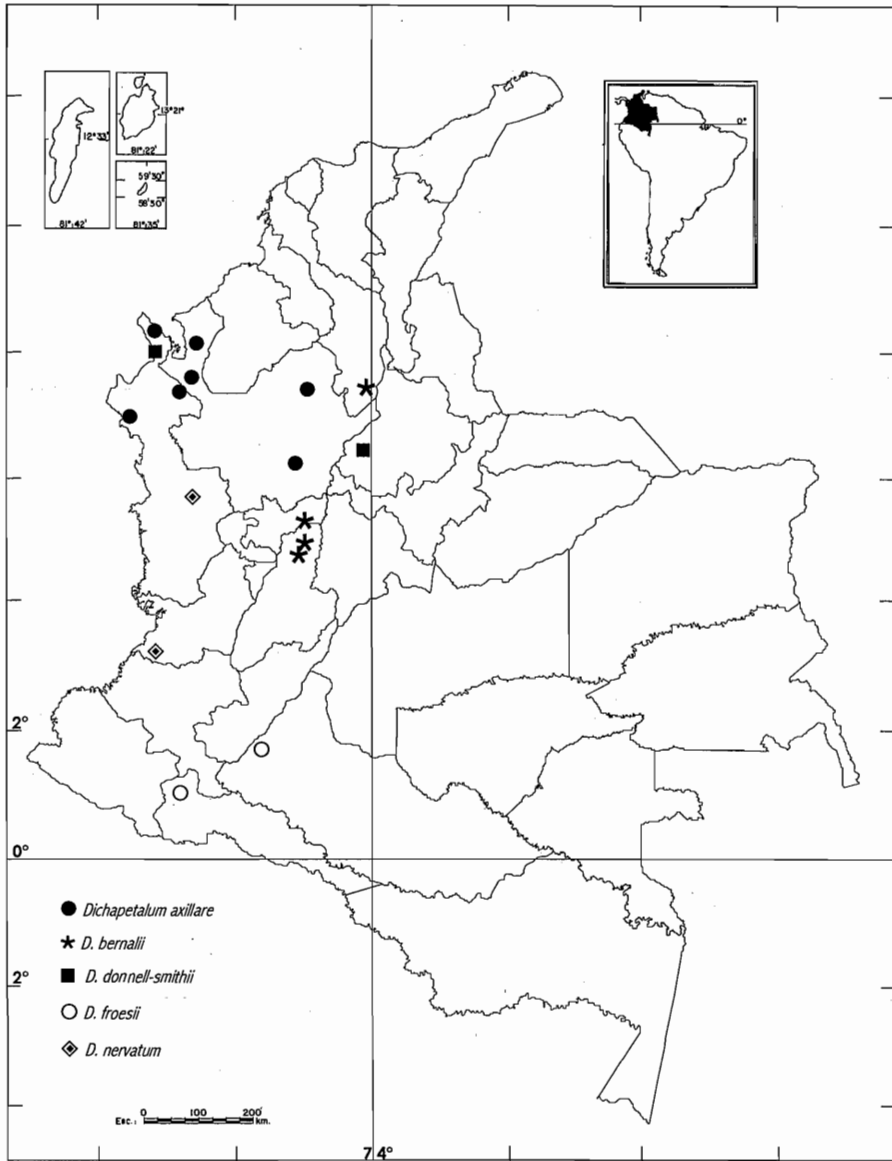 12°33'
81°:42'
13°21'
81°:22'
59'30"
58'30"
81°:35'
0°
2°
0°
2°
74°
Dichapetalum axillare
D. bernalii
D. donnell-smithii
D. froesii
D. nervatum
Esc.: 0 100 200 km.